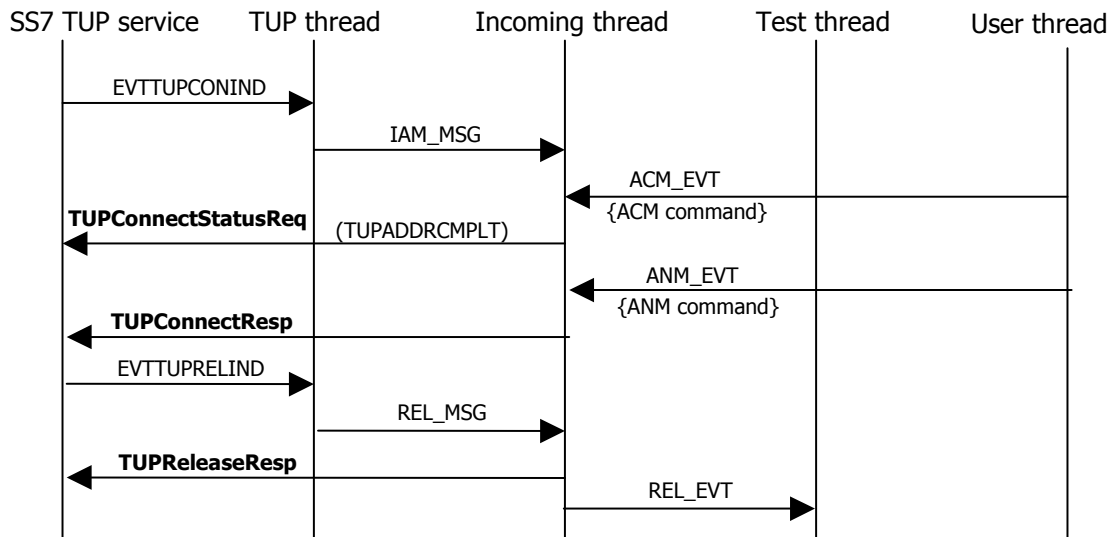 SS7 TUP service TUP thread Incoming thread Test thread User thread
EVTTUPCONIND
IAM_MSG
ACM_EVT
{ACM command}
TUPConnectStatusReq (TUPADDRCMPLT)
ANM_EVT
{ANM command}
TUPConnectResp
EVTTUPRELIND
REL_MSG
TUPReleaseResp
REL_EVT